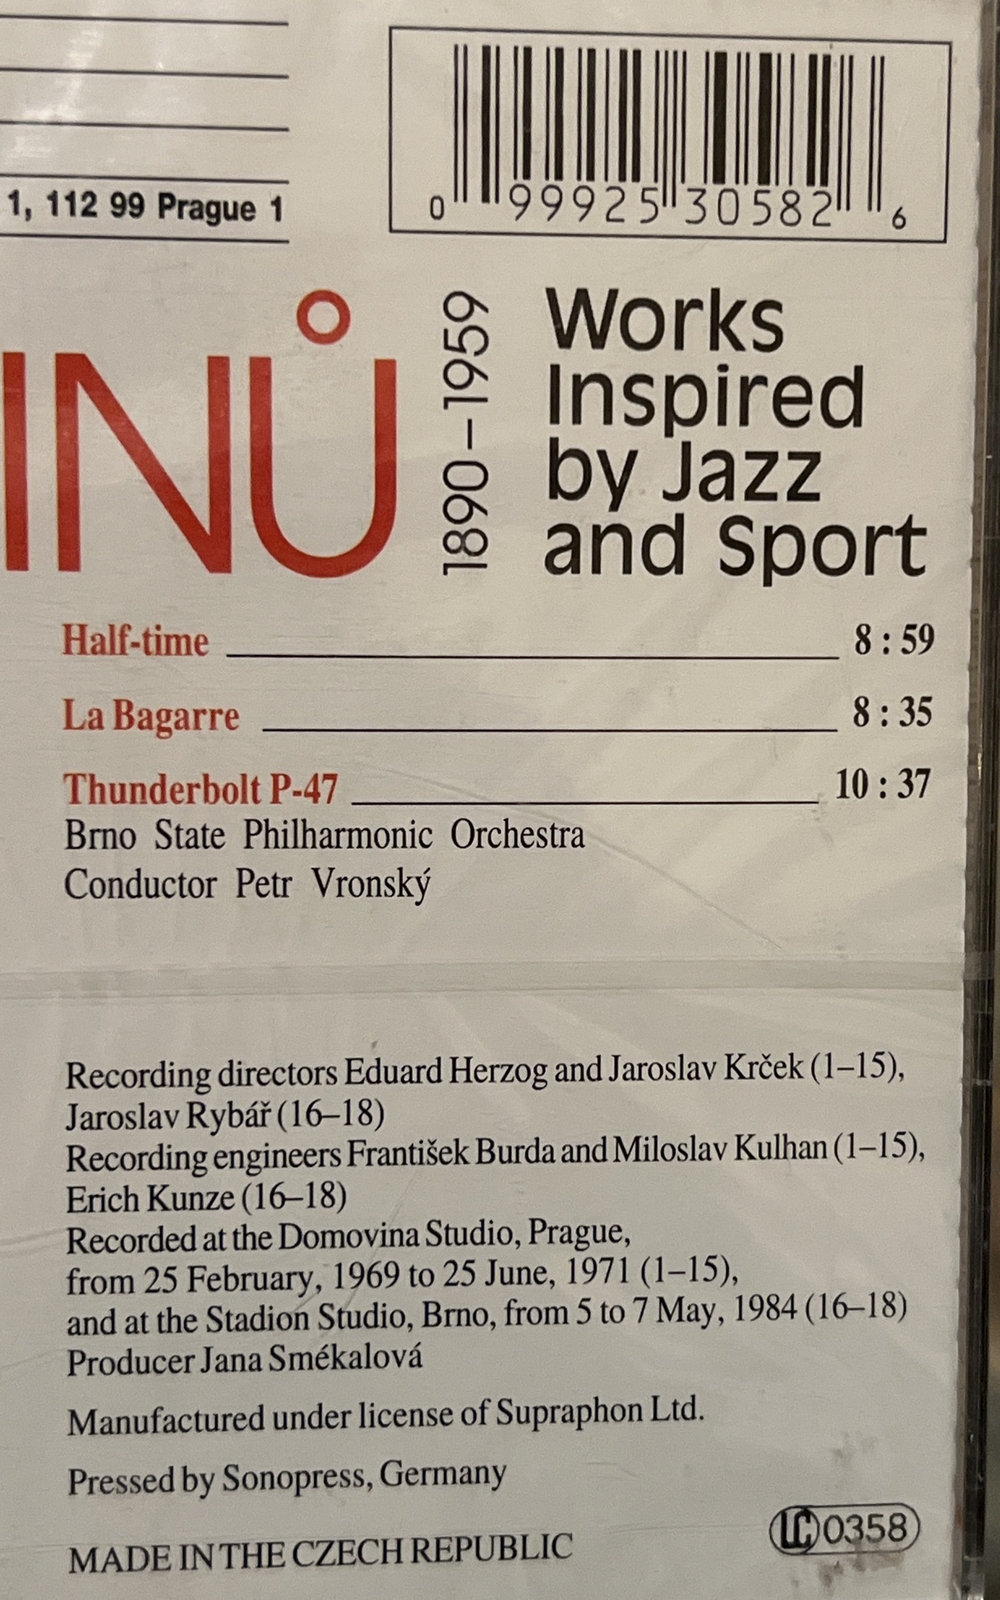 1, 112 99 Prague 1
0 99925 30582 6
INŮ
1890–1959
Works
Inspired
by Jazz
and Sport
Half-time 8 : 59
La Bagarre 8 : 35
Thunderbolt P-47 10 : 37
Brno State Philharmonic Orchestra
Conductor Petr Vronský
Recording directors Eduard Herzog and Jaroslav Krček (1–15),
Jaroslav Rybář (16–18)
Recording engineers František Burda and Miloslav Kulhan (1–15),
Erich Kunze (16–18)
Recorded at the Domovina Studio, Prague,
from 25 February, 1969 to 25 June, 1971 (1–15),
and at the Stadion Studio, Brno, from 5 to 7 May, 1984 (16–18)
Producer Jana Smékalová
Manufactured under license of Supraphon Ltd.
Pressed by Sonopress, Germany
MADE IN THE CZECH REPUBLIC
LC 0358